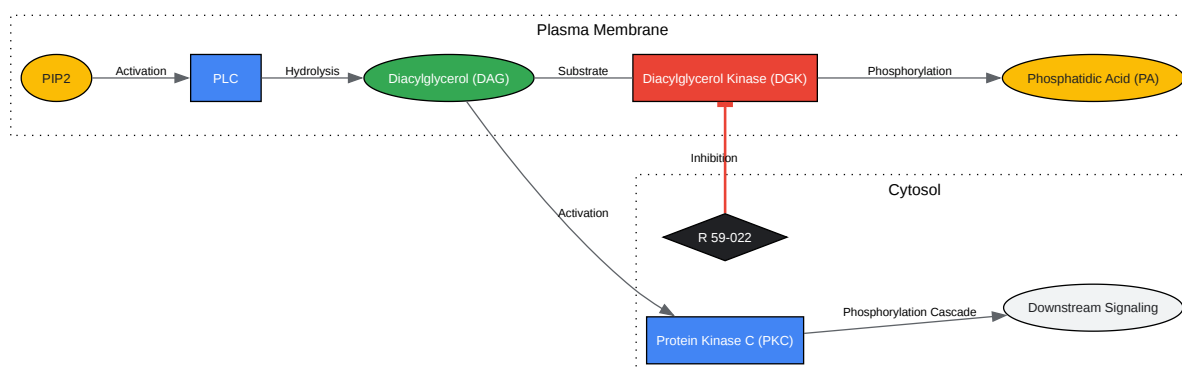 Plasma Membrane
PIP2
Activation
PLC
Hydrolysis
Diacylglycerol (DAG)
Substrate
Diacylglycerol Kinase (DGK)
Phosphorylation
Phosphatidic Acid (PA)
Inhibition
Cytosol
Activation
R 59-022
Protein Kinase C (PKC)
Phosphorylation Cascade
Downstream Signaling